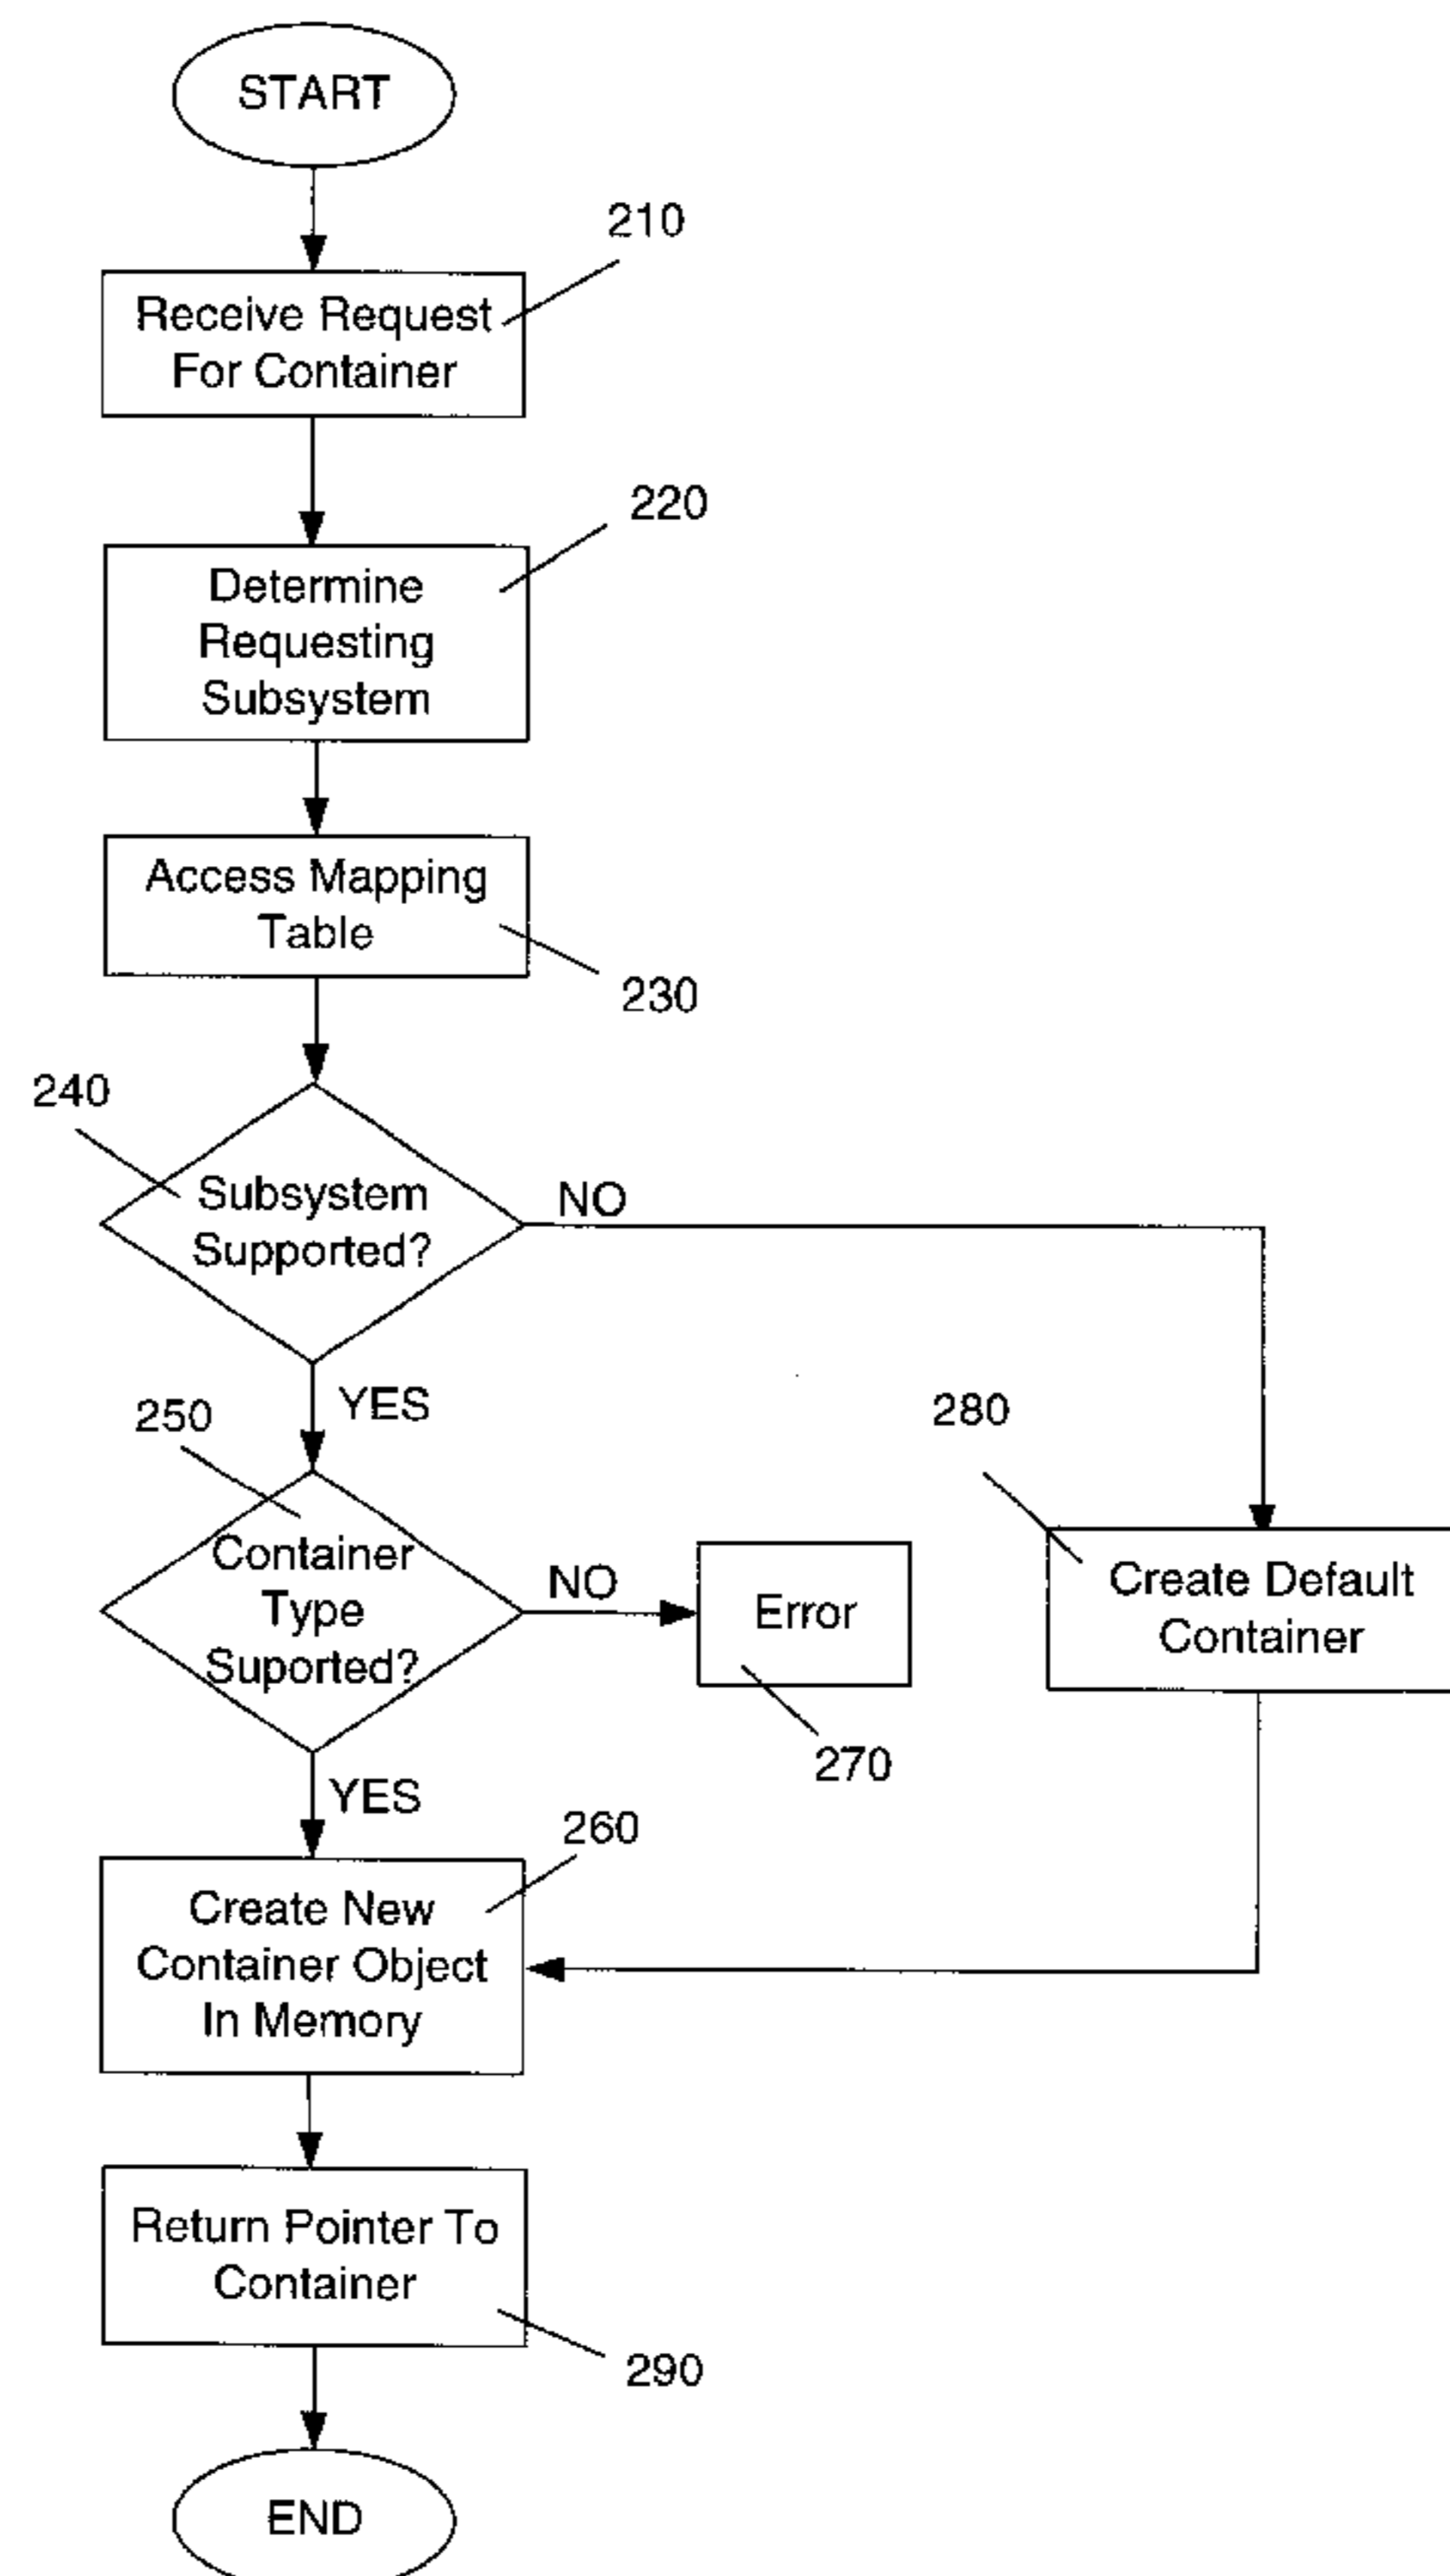 START
210
Receive Request
For Container
220
Determine
Requesting
Subsystem
Access Mapping
Table
230
240
Subsystem
Supported?
NO
YES
250
280
Container
Type
Suported?
NO
Error
Create Default
Container
270
YES
260
Create New
Container Object
In Memory
Return Pointer To
Container
290
END